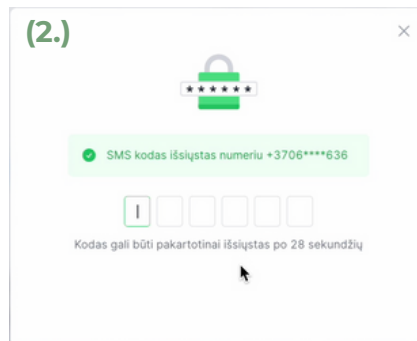 (2.)
******
SMS kodas išsiųstas numeriu +3706****636
Kodas gali būti pakartotinai išsiųstas po 28 sekundžių